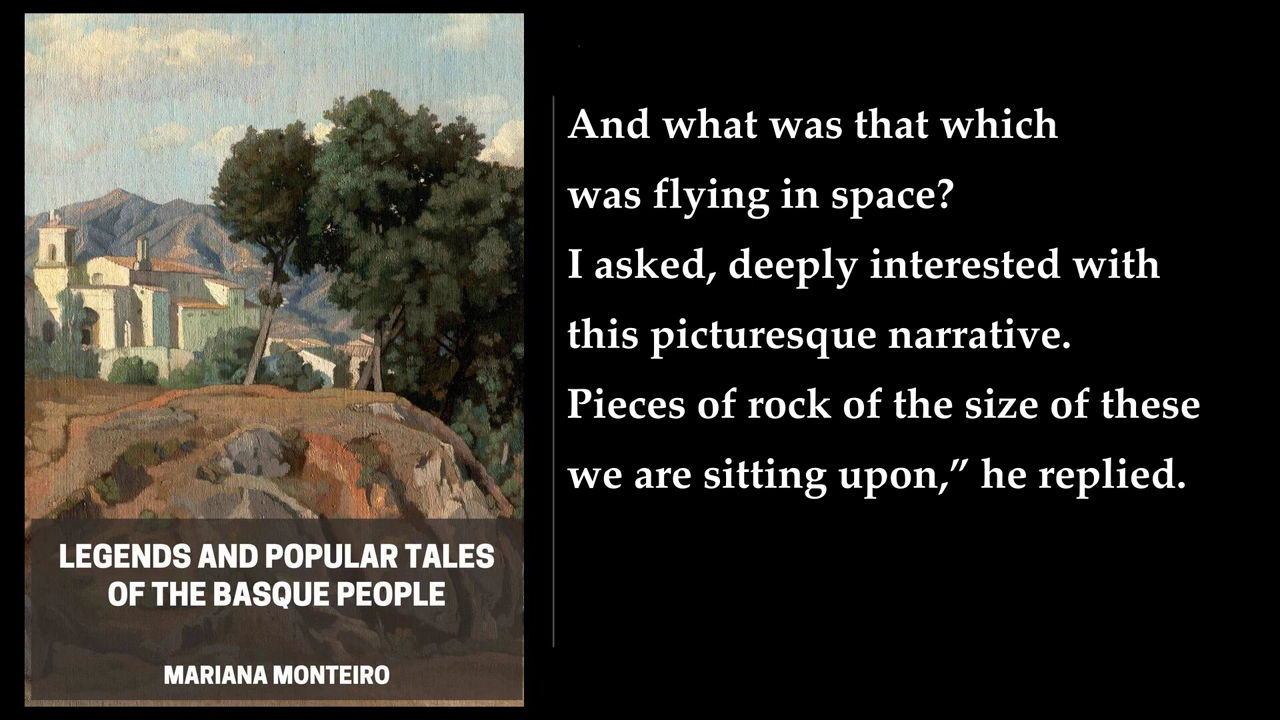 And what was that which
was flying in space?
I asked, deeply interested with
this picturesque narrative.
Pieces of rock of the size of these
we are sitting upon,” he replied.
LEGENDS AND POPULAR TALES
OF THE BASQUE PEOPLE
MARIANA MONTEIRO